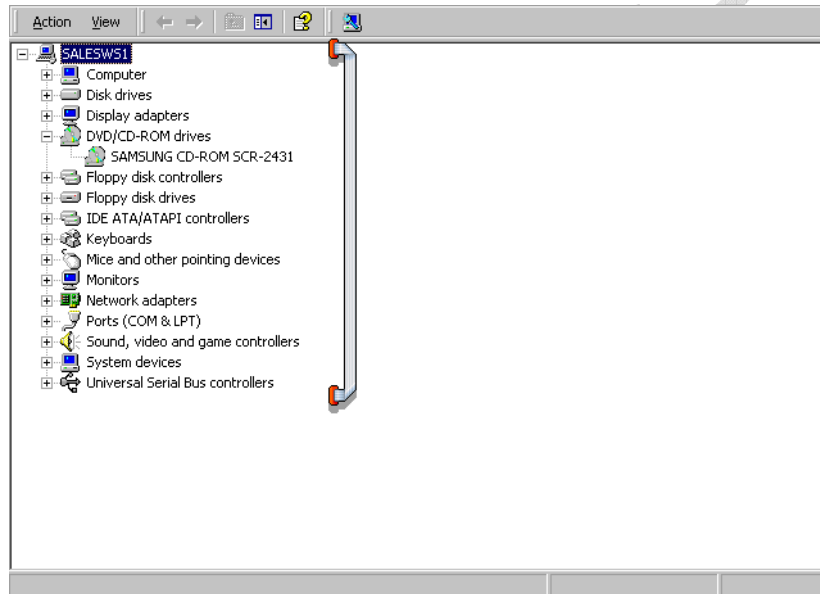 Action View
SALESWS1
Computer
Disk drives
Display adapters
DVD/CD-ROM drives
SAMSUNG CD-ROM SCR-2431
Floppy disk controllers
Floppy disk drives
IDE ATA/ATAPI controllers
Keyboards
Mice and other pointing devices
Monitors
Network adapters
Ports (COM & LPT)
Sound, video and game controllers
System devices
Universal Serial Bus controllers